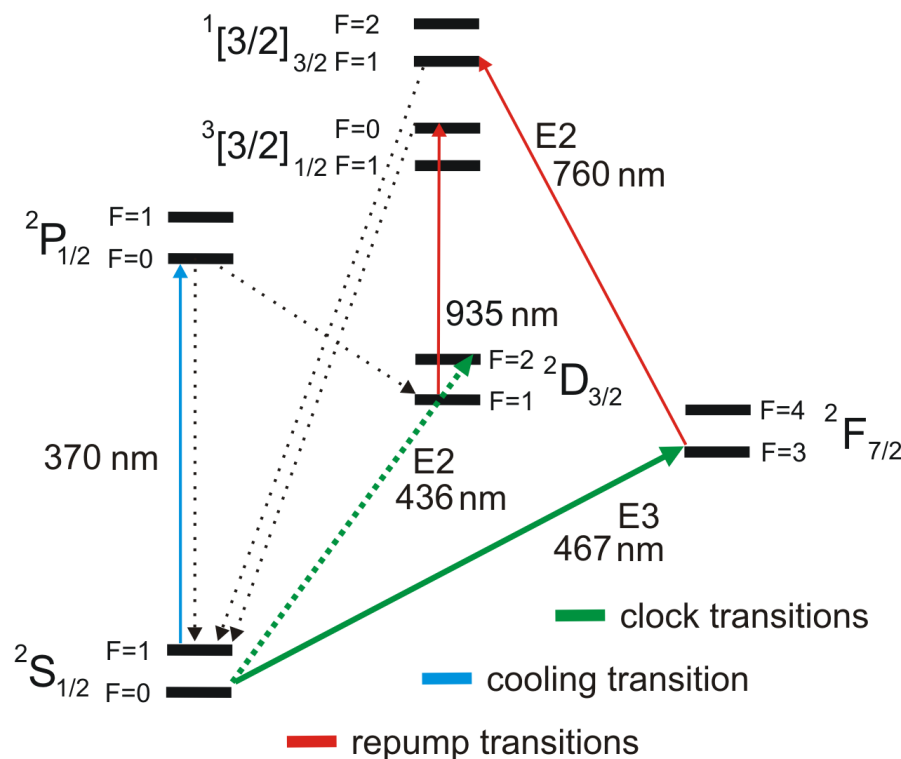 ¹[3/2]₃/₂ F=2
F=1
³[3/2]₁/₂ F=0
F=1
E2
760 nm
²P₁/₂ F=1
F=0
935 nm
F=2 ²D₃/₂
F=1
F=4 ²F₇/₂
F=3
370 nm
E2
436 nm
E3
467 nm
clock transitions
²S₁/₂ F=1
F=0
cooling transition
repump transitions